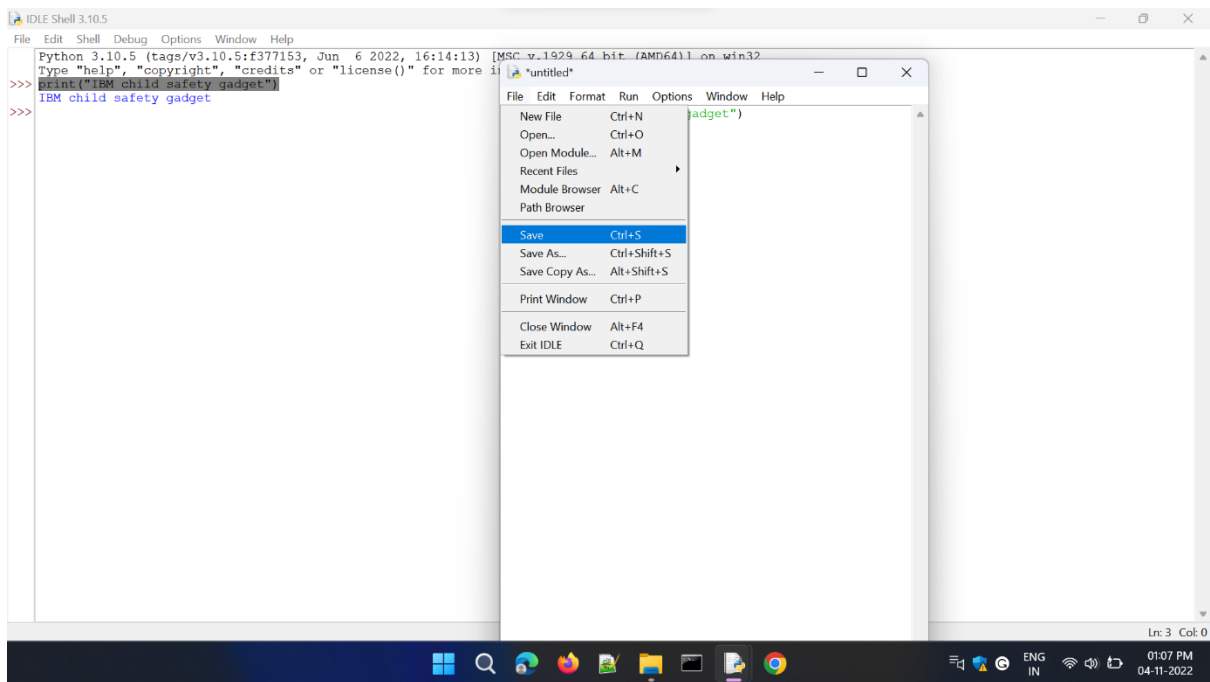 IDLE Shell 3.10.5
File Edit Shell Debug Options Window Help
Python 3.10.5 (tags/v3.10.5:f377153, Jun  6 2022, 16:14:13) [MSC v.1929 64 bit (AMD64)] on win32
Type "help", "copyright", "credits" or "license()" for more
>>> print("IBM child safety gadget")
IBM child safety gadget
>>>
*untitled*
File Edit Format Run Options Window Help
gadget")
New File Ctrl+N
Open... Ctrl+O
Open Module... Alt+M
Recent Files
Module Browser Alt+C
Path Browser
Save Ctrl+S
Save As... Ctrl+Shift+S
Save Copy As... Alt+Shift+S
Print Window Ctrl+P
Close Window Alt+F4
Exit IDLE Ctrl+Q
Ln: 3 Col: 0
ENG
IN
01:07 PM
04-11-2022